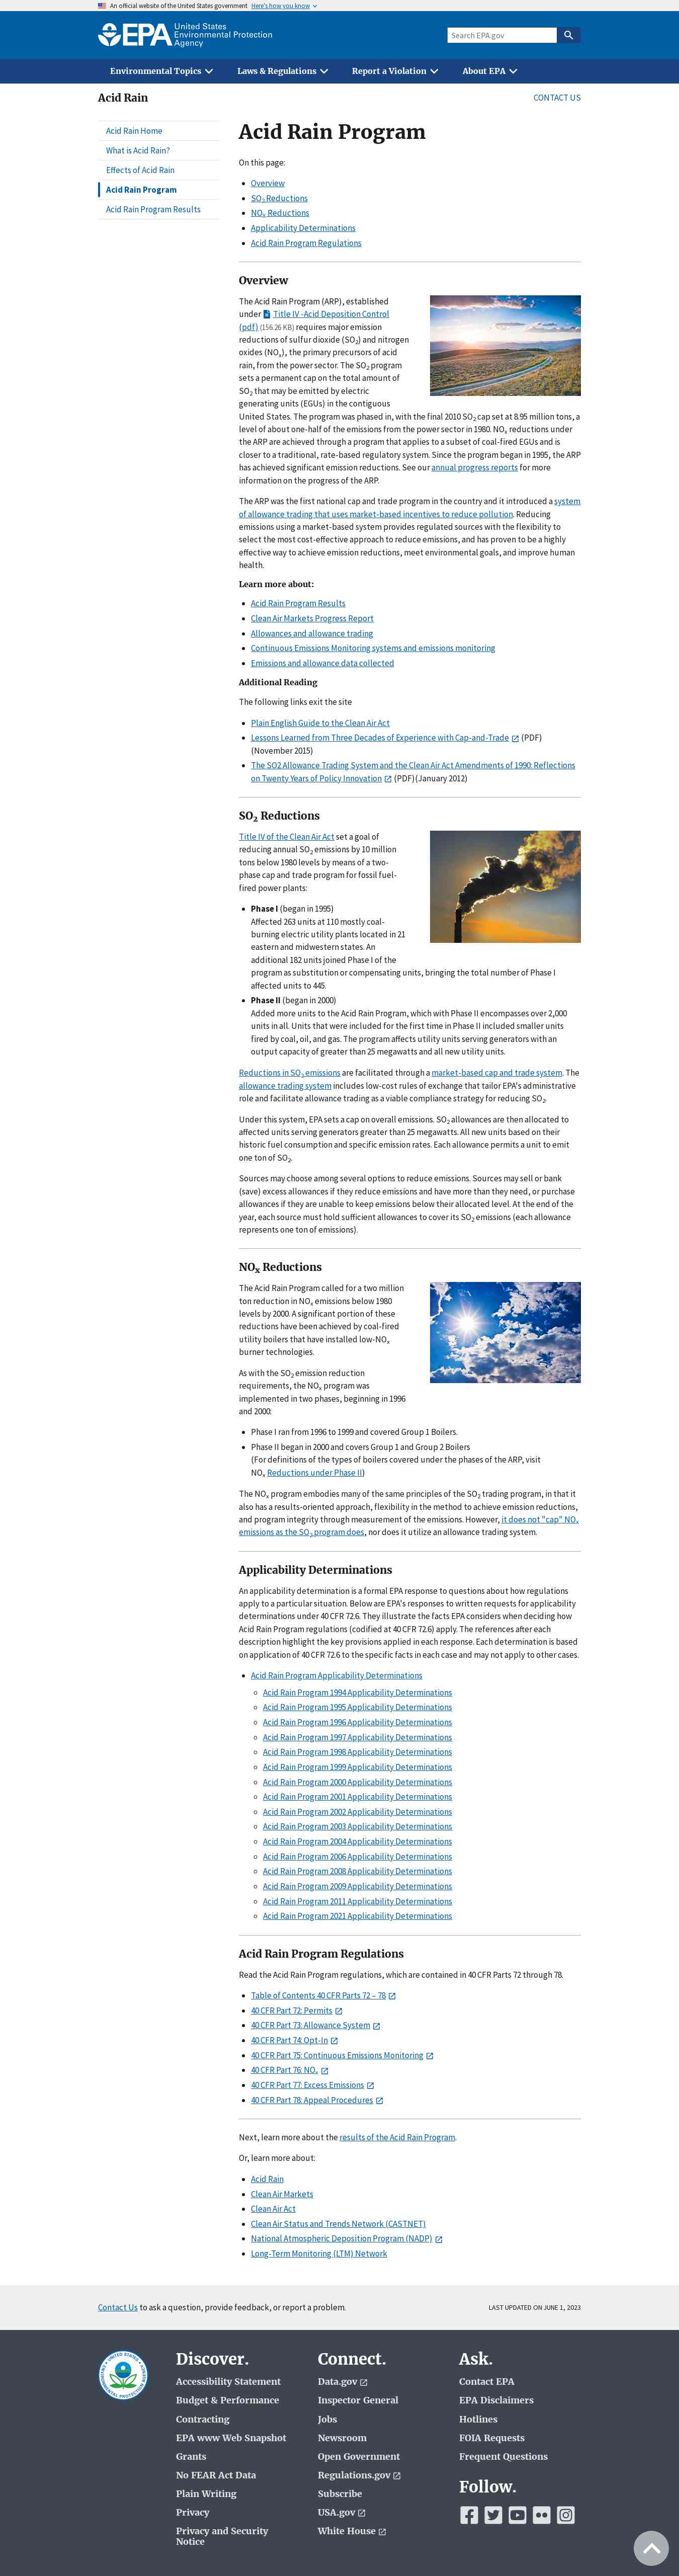 An official website of the United States government Here's how you know
EPA United States Environmental Protection Agency
Search EPA.gov
Environmental Topics
Laws & Regulations
Report a Violation
About EPA
Acid Rain
CONTACT US
Acid Rain Home
What is Acid Rain?
Effects of Acid Rain
Acid Rain Program
Acid Rain Program Results
Acid Rain Program
On this page:
Overview
SO2 Reductions
NOx Reductions
Applicability Determinations
Acid Rain Program Regulations
Overview
The Acid Rain Program (ARP), established
under Title IV -Acid Deposition Control
(pdf) (156.26 KB) requires major emission
reductions of sulfur dioxide (SO2) and nitrogen
oxides (NOx), the primary precursors of acid
rain, from the power sector. The SO2 program
sets a permanent cap on the total amount of
SO2 that may be emitted by electric
generating units (EGUs) in the contiguous
United States. The program was phased in, with the final 2010 SO2 cap set at 8.95 million tons, a
level of about one-half of the emissions from the power sector in 1980. NOx reductions under
the ARP are achieved through a program that applies to a subset of coal-fired EGUs and is
closer to a traditional, rate-based regulatory system. Since the program began in 1995, the ARP
has achieved significant emission reductions. See our annual progress reports for more
information on the progress of the ARP.
The ARP was the first national cap and trade program in the country and it introduced a system
of allowance trading that uses market-based incentives to reduce pollution. Reducing
emissions using a market-based system provides regulated sources with the flexibility to
select the most cost-effective approach to reduce emissions, and has proven to be a highly
effective way to achieve emission reductions, meet environmental goals, and improve human
health.
Learn more about:
Acid Rain Program Results
Clean Air Markets Progress Report
Allowances and allowance trading
Continuous Emissions Monitoring systems and emissions monitoring
Emissions and allowance data collected
Additional Reading
The following links exit the site
Plain English Guide to the Clean Air Act
Lessons Learned from Three Decades of Experience with Cap-and-Trade (PDF)
(November 2015)
The SO2 Allowance Trading System and the Clean Air Act Amendments of 1990: Reflections
on Twenty Years of Policy Innovation (PDF)(January 2012)
SO2 Reductions
Title IV of the Clean Air Act set a goal of
reducing annual SO2 emissions by 10 million
tons below 1980 levels by means of a two-
phase cap and trade program for fossil fuel-
fired power plants:
Phase I (began in 1995)
Affected 263 units at 110 mostly coal-
burning electric utility plants located in 21
eastern and midwestern states. An
additional 182 units joined Phase I of the
program as substitution or compensating units, bringing the total number of Phase I
affected units to 445.
Phase II (began in 2000)
Added more units to the Acid Rain Program, which with Phase II encompasses over 2,000
units in all. Units that were included for the first time in Phase II included smaller units
fired by coal, oil, and gas. The program affects utility units serving generators with an
output capacity of greater than 25 megawatts and all new utility units.
Reductions in SO2 emissions are facilitated through a market-based cap and trade system. The
allowance trading system includes low-cost rules of exchange that tailor EPA's administrative
role and facilitate allowance trading as a viable compliance strategy for reducing SO2.
Under this system, EPA sets a cap on overall emissions. SO2 allowances are then allocated to
affected units serving generators greater than 25 megawatts. All new units based on their
historic fuel consumption and specific emission rates. Each allowance permits a unit to emit
one ton of SO2.
Sources may choose among several options to reduce emissions. Sources may sell or bank
(save) excess allowances if they reduce emissions and have more than they need, or purchase
allowances if they are unable to keep emissions below their allocated level. At the end of the
year, each source must hold sufficient allowances to cover its SO2 emissions (each allowance
represents one ton of emissions).
NOx Reductions
The Acid Rain Program called for a two million
ton reduction in NOx emissions below 1980
levels by 2000. A significant portion of these
reductions have been achieved by coal-fired
utility boilers that have installed low-NOx
burner technologies.
As with the SO2 emission reduction
requirements, the NOx program was
implemented in two phases, beginning in 1996
and 2000:
Phase I ran from 1996 to 1999 and covered Group 1 Boilers.
Phase II began in 2000 and covers Group 1 and Group 2 Boilers
(For definitions of the types of boilers covered under the phases of the ARP, visit
NOx Reductions under Phase II)
The NOx program embodies many of the same principles of the SO2 trading program, in that it
also has a results-oriented approach, flexibility in the method to achieve emission reductions,
and program integrity through measurement of the emissions. However, it does not "cap" NOx
emissions as the SO2 program does, nor does it utilize an allowance trading system.
Applicability Determinations
An applicability determination is a formal EPA response to questions about how regulations
apply to a particular situation. Below are EPA's responses to written requests for applicability
determinations under 40 CFR 72.6. They illustrate the facts EPA considers when deciding how
Acid Rain Program regulations (codified at 40 CFR 72.6) apply. The references after each
description highlight the key provisions applied in each response. Each determination is based
on application of 40 CFR 72.6 to the specific facts in each case and may not apply to other cases.
Acid Rain Program Applicability Determinations
Acid Rain Program 1994 Applicability Determinations
Acid Rain Program 1995 Applicability Determinations
Acid Rain Program 1996 Applicability Determinations
Acid Rain Program 1997 Applicability Determinations
Acid Rain Program 1998 Applicability Determinations
Acid Rain Program 1999 Applicability Determinations
Acid Rain Program 2000 Applicability Determinations
Acid Rain Program 2001 Applicability Determinations
Acid Rain Program 2002 Applicability Determinations
Acid Rain Program 2003 Applicability Determinations
Acid Rain Program 2004 Applicability Determinations
Acid Rain Program 2006 Applicability Determinations
Acid Rain Program 2008 Applicability Determinations
Acid Rain Program 2009 Applicability Determinations
Acid Rain Program 2011 Applicability Determinations
Acid Rain Program 2021 Applicability Determinations
Acid Rain Program Regulations
Read the Acid Rain Program regulations, which are contained in 40 CFR Parts 72 through 78.
Table of Contents 40 CFR Parts 72 – 78
40 CFR Part 72: Permits
40 CFR Part 73: Allowance System
40 CFR Part 74: Opt-In
40 CFR Part 75: Continuous Emissions Monitoring
40 CFR Part 76: NOx
40 CFR Part 77: Excess Emissions
40 CFR Part 78: Appeal Procedures
Next, learn more about the results of the Acid Rain Program.
Or, learn more about:
Acid Rain
Clean Air Markets
Clean Air Act
Clean Air Status and Trends Network (CASTNET)
National Atmospheric Deposition Program (NADP)
Long-Term Monitoring (LTM) Network
Contact Us to ask a question, provide feedback, or report a problem.
LAST UPDATED ON JUNE 1, 2023
Discover.
Accessibility Statement
Budget & Performance
Contracting
EPA www Web Snapshot
Grants
No FEAR Act Data
Plain Writing
Privacy
Privacy and Security
Notice
Connect.
Data.gov
Inspector General
Jobs
Newsroom
Open Government
Regulations.gov
Subscribe
USA.gov
White House
Ask.
Contact EPA
EPA Disclaimers
Hotlines
FOIA Requests
Frequent Questions
Follow.